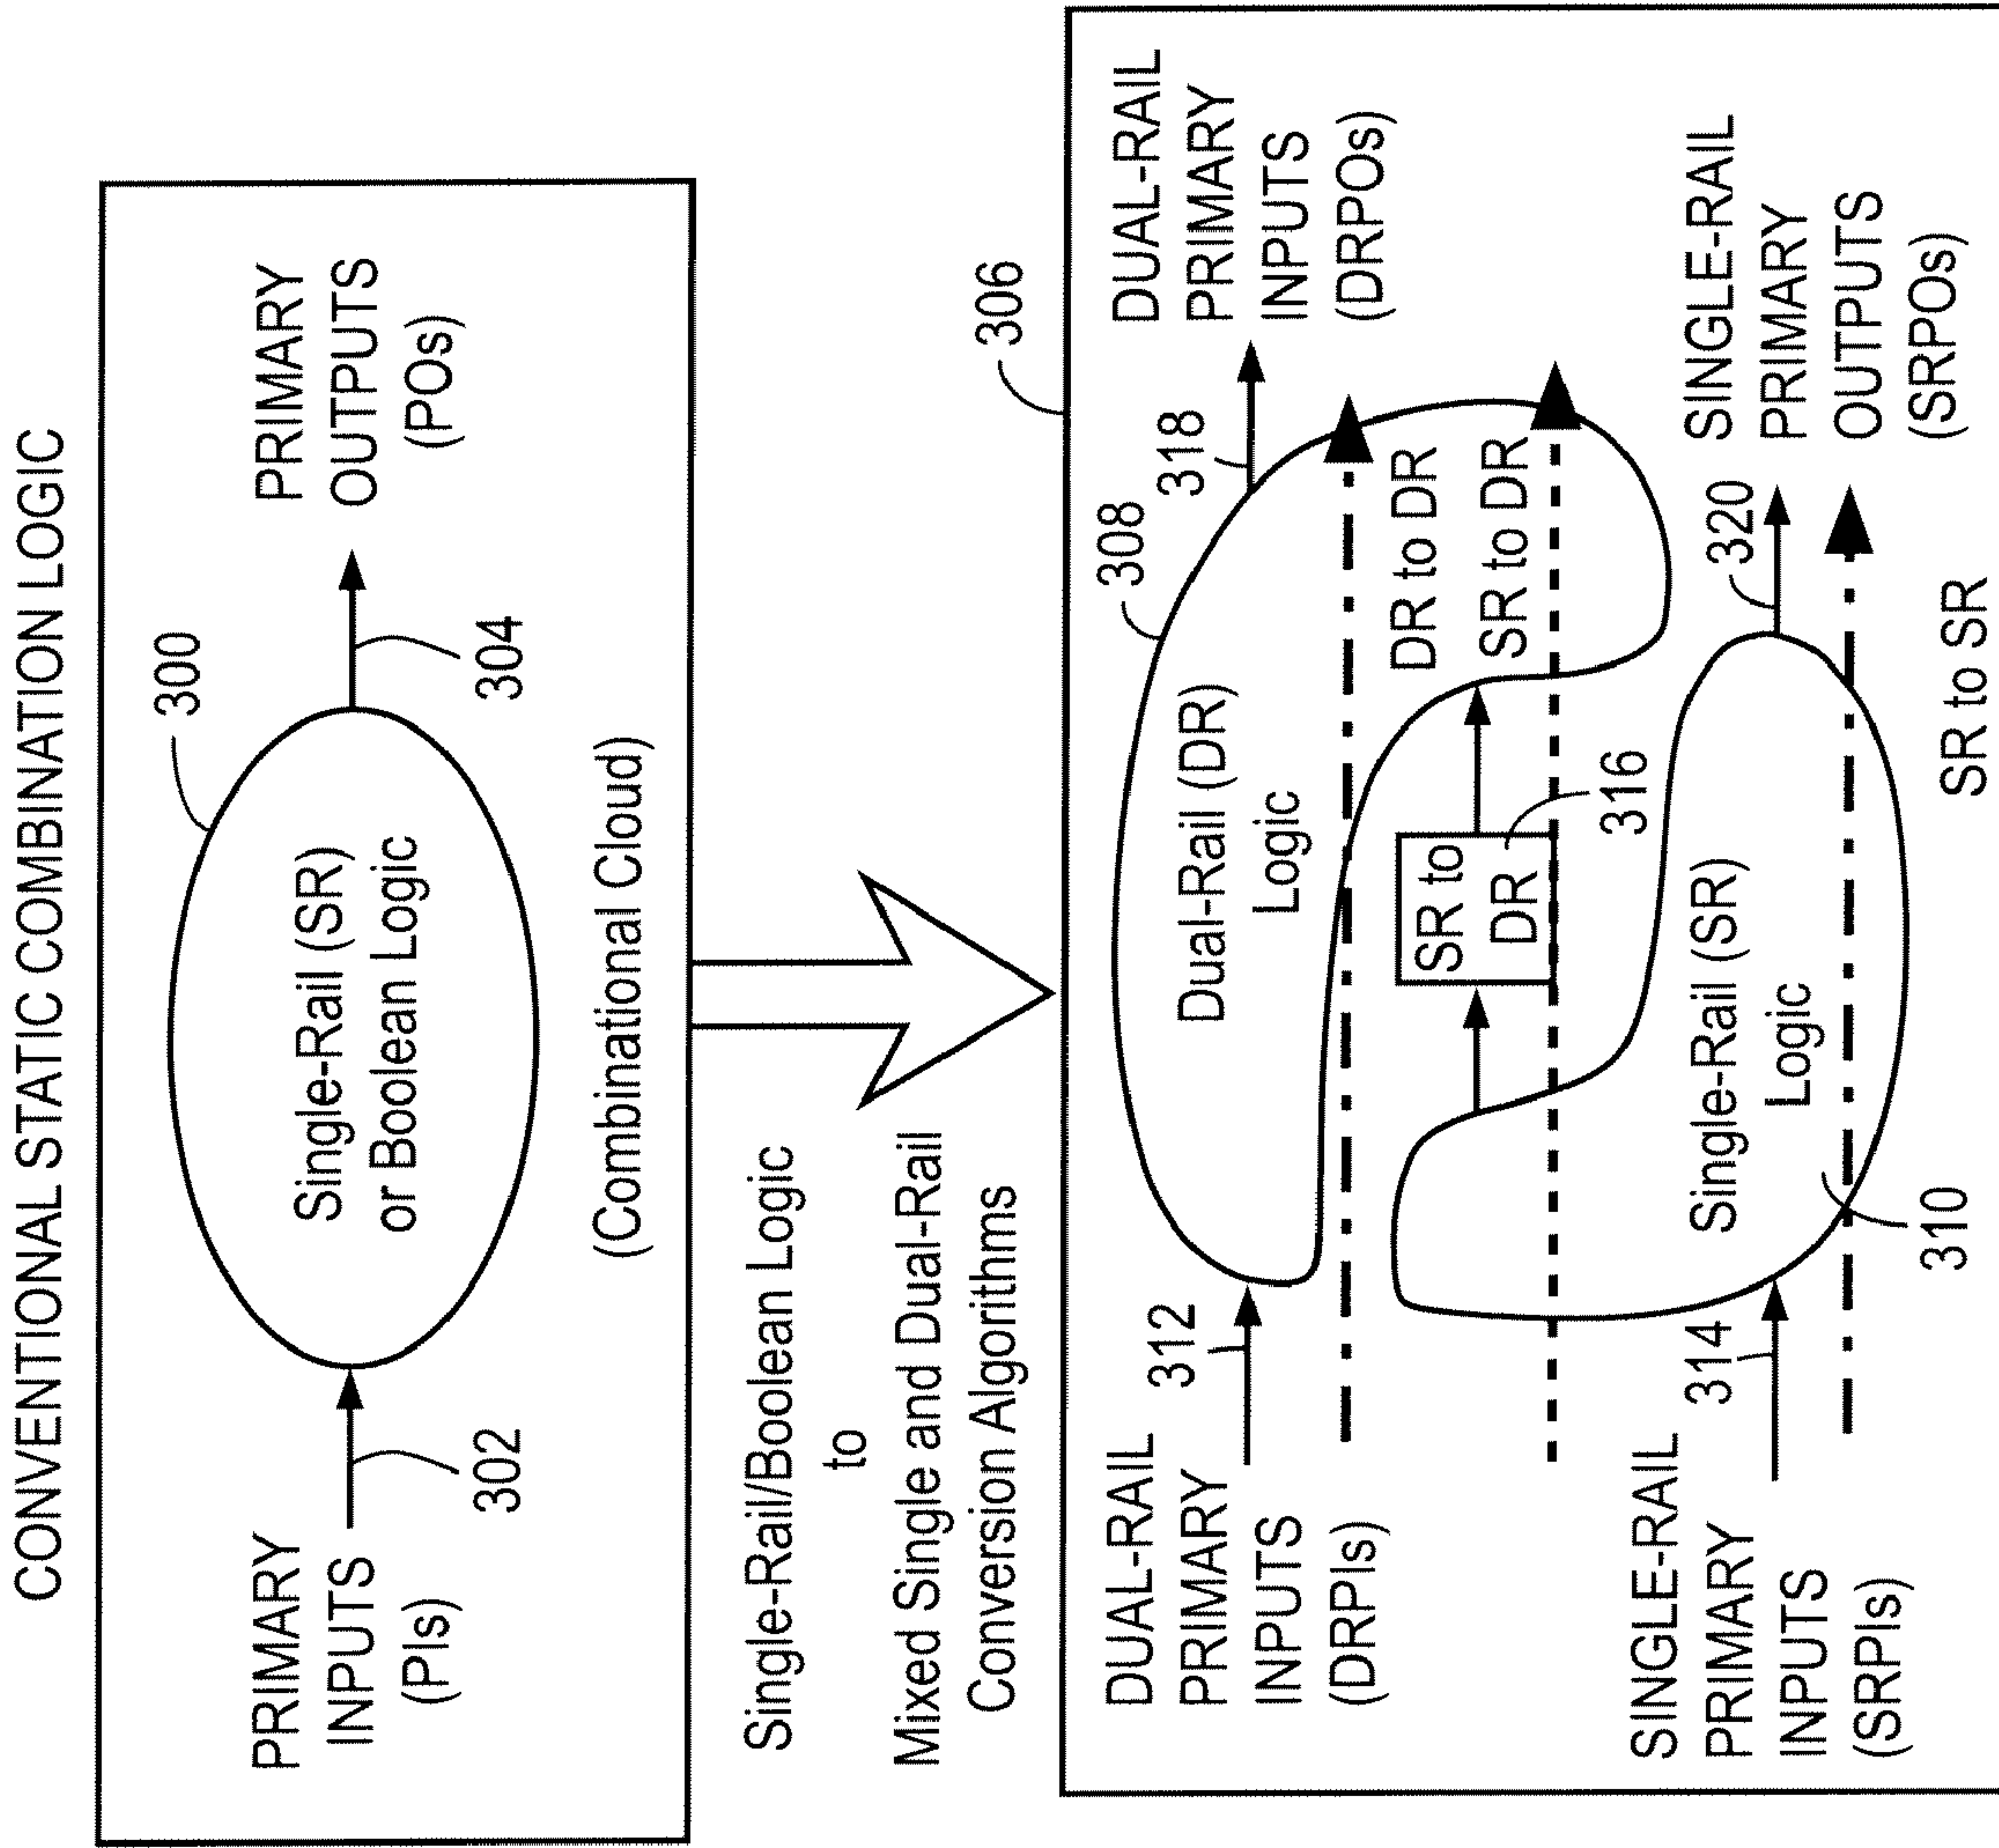 CONVENTIONAL STATIC COMBINATION LOGIC
300
PRIMARY
INPUTS
(PIs)
302
Single-Rail (SR)
or Boolean Logic
304
PRIMARY
OUTPUTS
(POs)
(Combinational Cloud)
Single-Rail/Boolean Logic
to
Mixed Single and Dual-Rail
Conversion Algorithms
306
DUAL-RAIL
PRIMARY
INPUTS
(DRPIs)
312
308
Dual-Rail (DR)
Logic
318
DUAL-RAIL
PRIMARY
INPUTS
(DRPOs)
DR to DR
SR to DR
SR to
DR
316
SINGLE-RAIL
PRIMARY
INPUTS
(SRPIs)
314
Single-Rail (SR)
Logic
310
320
SINGLE-RAIL
PRIMARY
OUTPUTS
(SRPOs)
SR to SR